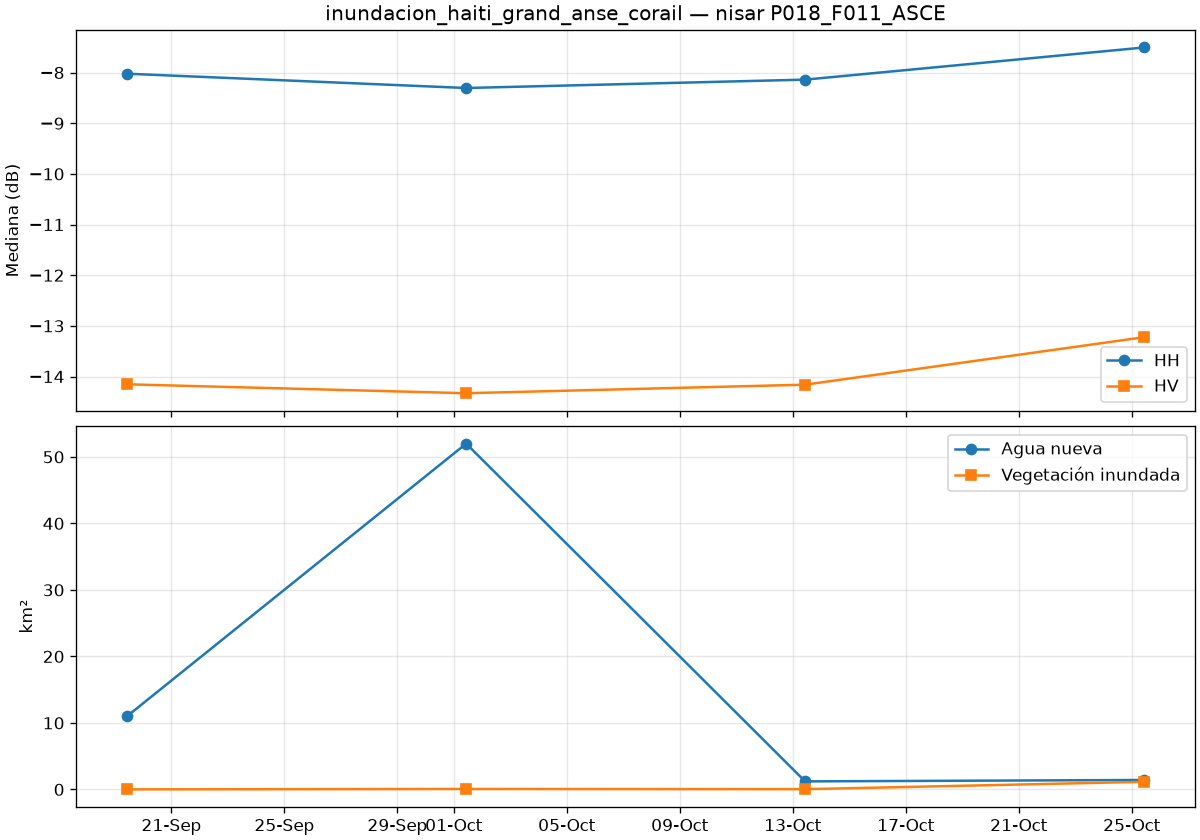 inundacion_haiti_grand_anse_corail — nisar P018_F011_ASCE
Mediana (dB)
−8
−9
−10
−11
−12
−13
−14
HH
HV
km²
50
40
30
20
10
0
Agua nueva
Vegetación inundada
21-Sep 25-Sep 29-Sep 01-Oct 05-Oct 09-Oct 13-Oct 17-Oct 21-Oct 25-Oct